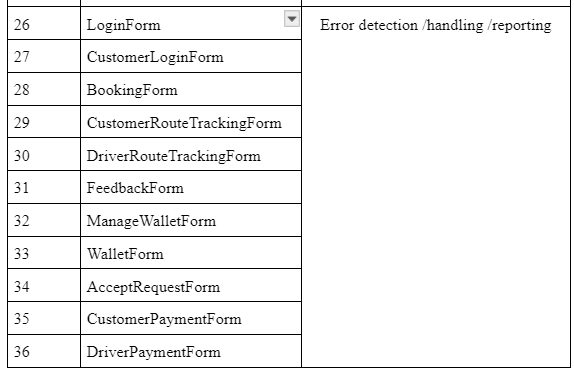 26 LoginForm Error detection /handling /reporting
27 CustomerLoginForm
28 BookingForm
29 CustomerRouteTrackingForm
30 DriverRouteTrackingForm
31 FeedbackForm
32 ManageWalletForm
33 WalletForm
34 AcceptRequestForm
35 CustomerPaymentForm
36 DriverPaymentForm